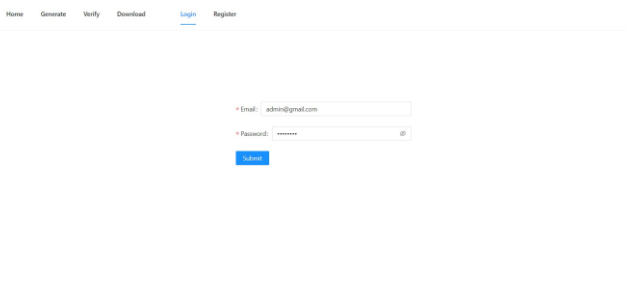 Home Generate Verify Download Login Register
* Email: admin@gmail.com
* Password: ••••••••
Submit